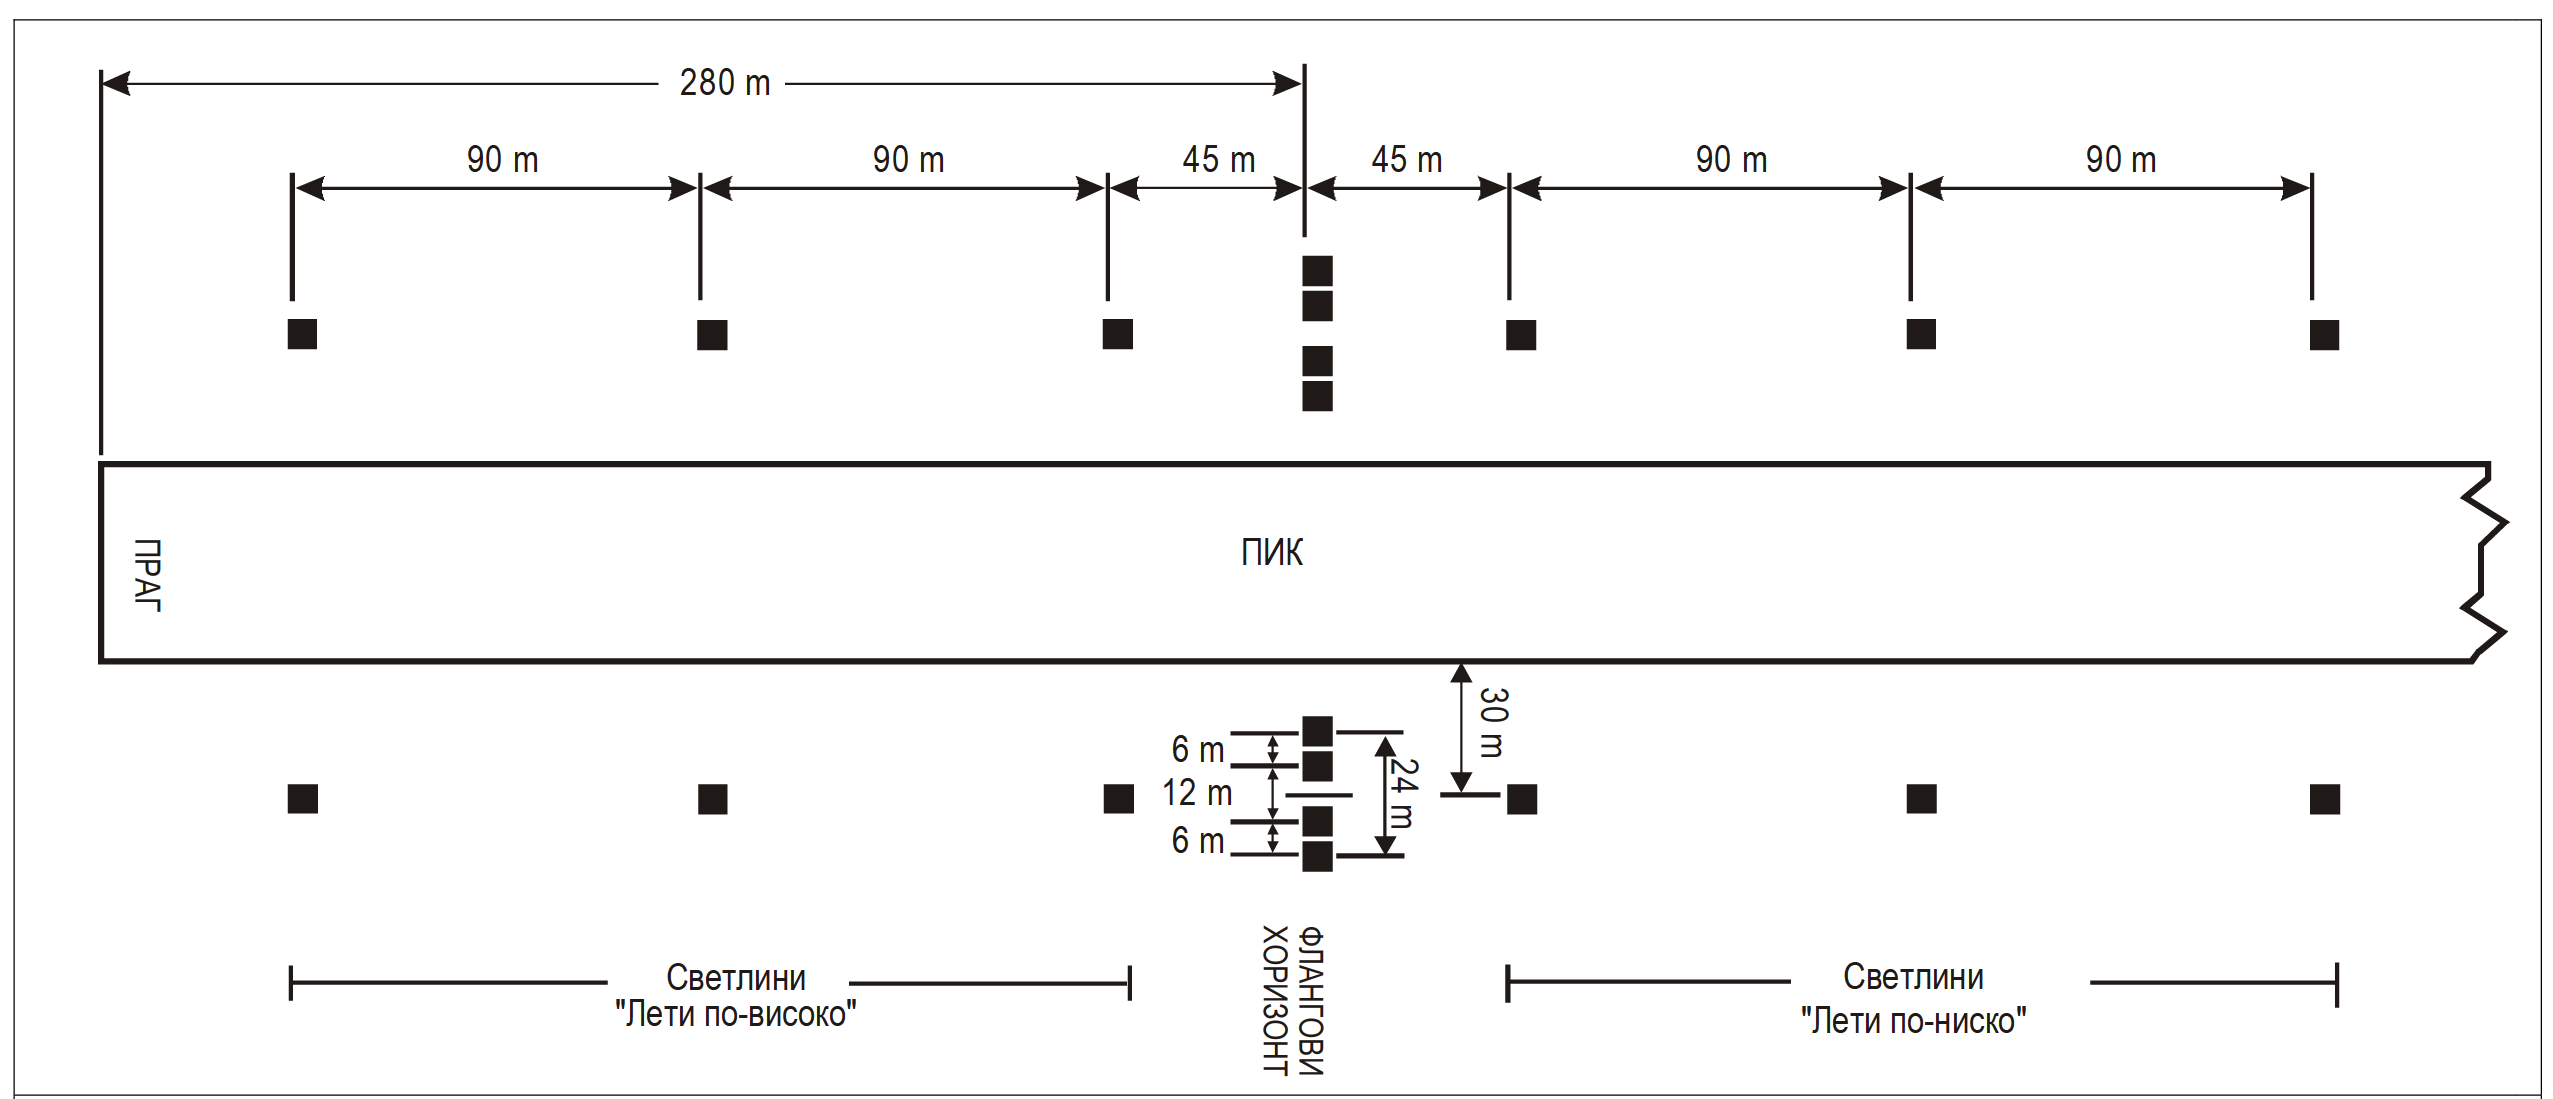 280 m
90 m
90 m
45 m
45 m
90 m
90 m
ПРАГ
ПИК
30 m
6 m
12 m
6 m
24 m
ФЛАНГОВИ
ХОРИЗОНТ
Светлини
"Лети по-високо"
Светлини
"Лети по-ниско"